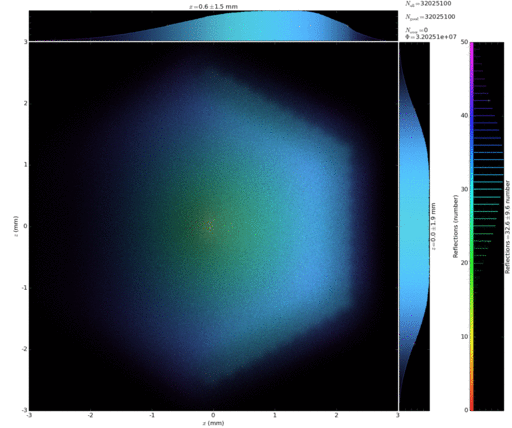 x=0.6±1.5 mm
N_all=32025100
N_good=32025100
N_over=0
Φ=3.20251e+07
3
2
1
0
-1
-2
-3
z (mm)
-3
-2
-1
0
1
2
3
x (mm)
z=0.0±1.9 mm
50
40
30
20
10
0
Reflections (number)
Reflections=32.6±9.6 number